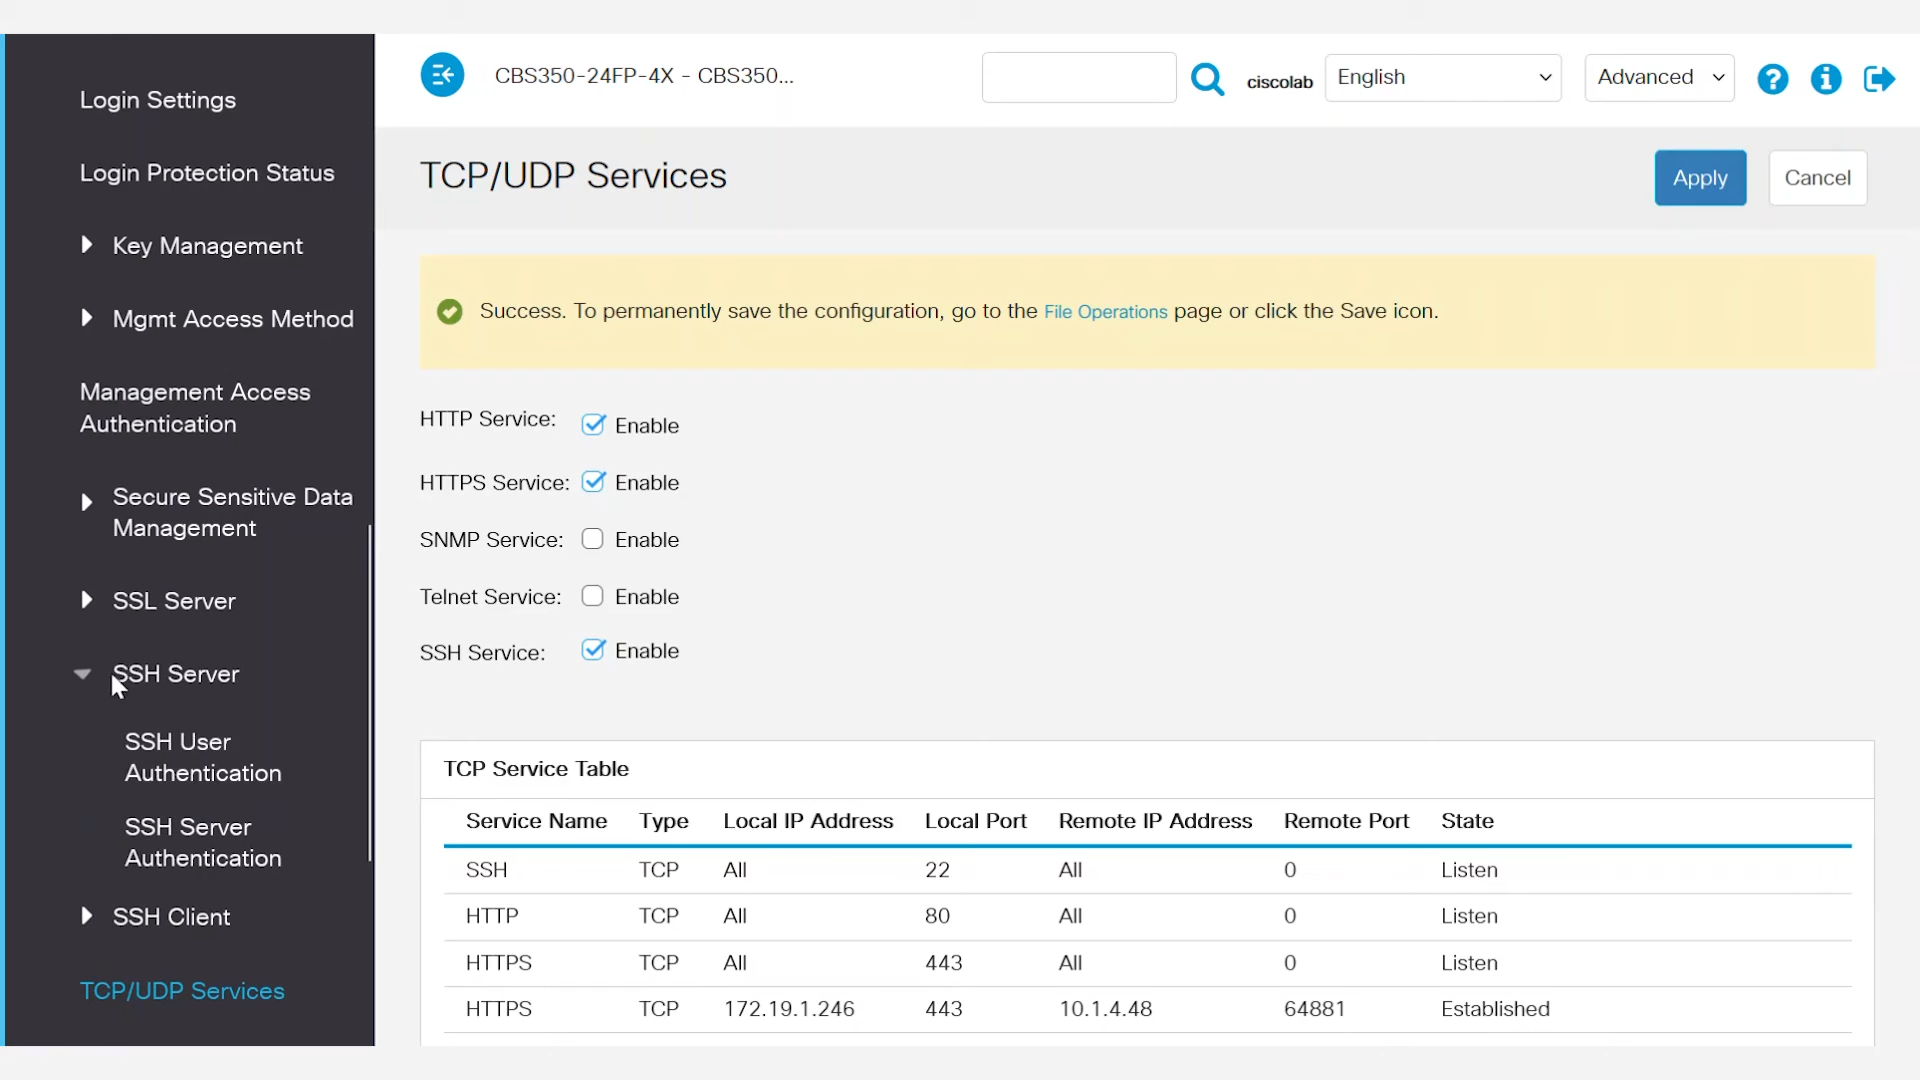 Login Settings
Login Protection Status
Key Management
Mgmt Access Method
Management Access
Authentication
Secure Sensitive Data
Management
SSL Server
SSH Server
SSH User
Authentication
SSH Server
Authentication
SSH Client
TCP/UDP Services
CBS350-24FP-4X - CBS350...
ciscolab
English
Advanced
TCP/UDP Services
Apply
Cancel
Success. To permanently save the configuration, go to the File Operations page or click the Save icon.
HTTP Service: Enable
HTTPS Service: Enable
SNMP Service: Enable
Telnet Service: Enable
SSH Service: Enable
TCP Service Table
Service Name Type Local IP Address Local Port Remote IP Address Remote Port State
SSH TCP All 22 All 0 Listen
HTTP TCP All 80 All 0 Listen
HTTPS TCP All 443 All 0 Listen
HTTPS TCP 172.19.1.246 443 10.1.4.48 64881 Established